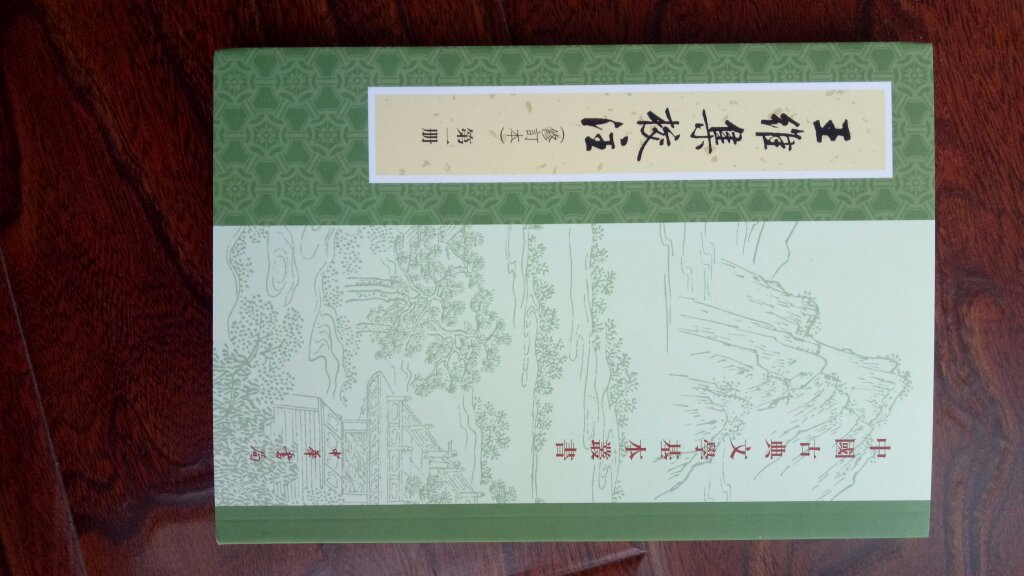 王維集校注
(修訂本)
第一册
中國古典文學基本叢書
中華書局